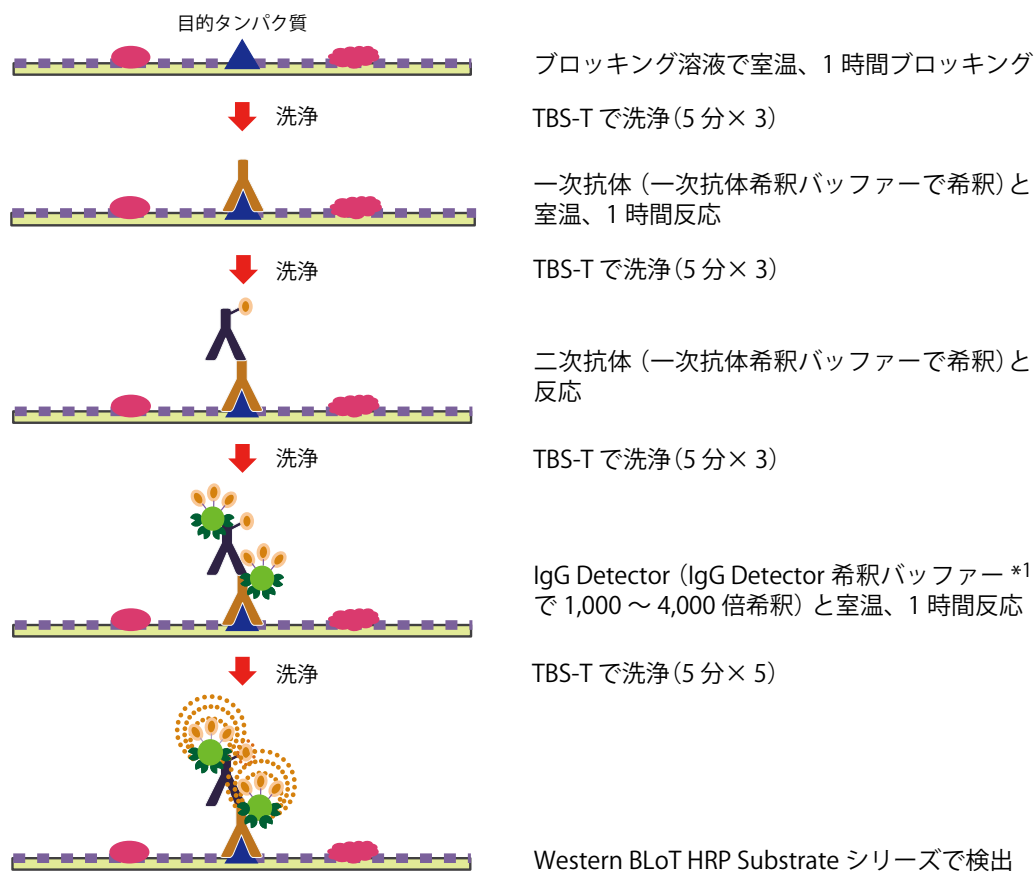 目的タンパク質
ブロッキング溶液で室温、1 時間ブロッキング
洗浄
TBS-T で洗浄（5 分× 3）
一次抗体（一次抗体希釈バッファーで希釈）と
室温、1 時間反応
洗浄
TBS-T で洗浄（5 分× 3）
二次抗体（一次抗体希釈バッファーで希釈）と
反応
洗浄
TBS-T で洗浄（5 分× 3）
IgG Detector（IgG Detector 希釈バッファー *1
で 1,000 ～ 4,000 倍希釈）と室温、1 時間反応
洗浄
TBS-T で洗浄（5 分× 5）
Western BLoT HRP Substrate シリーズで検出